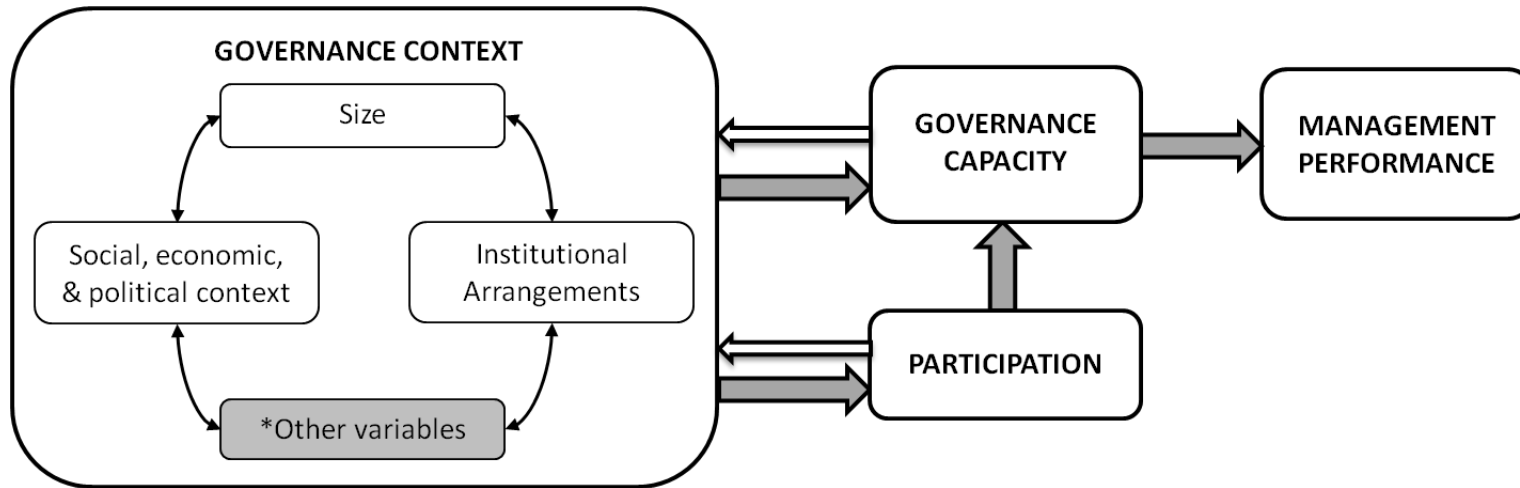 GOVERNANCE CONTEXT
Size
Social, economic,
& political context
Institutional
Arrangements
*Other variables
GOVERNANCE
CAPACITY
PARTICIPATION
MANAGEMENT
PERFORMANCE